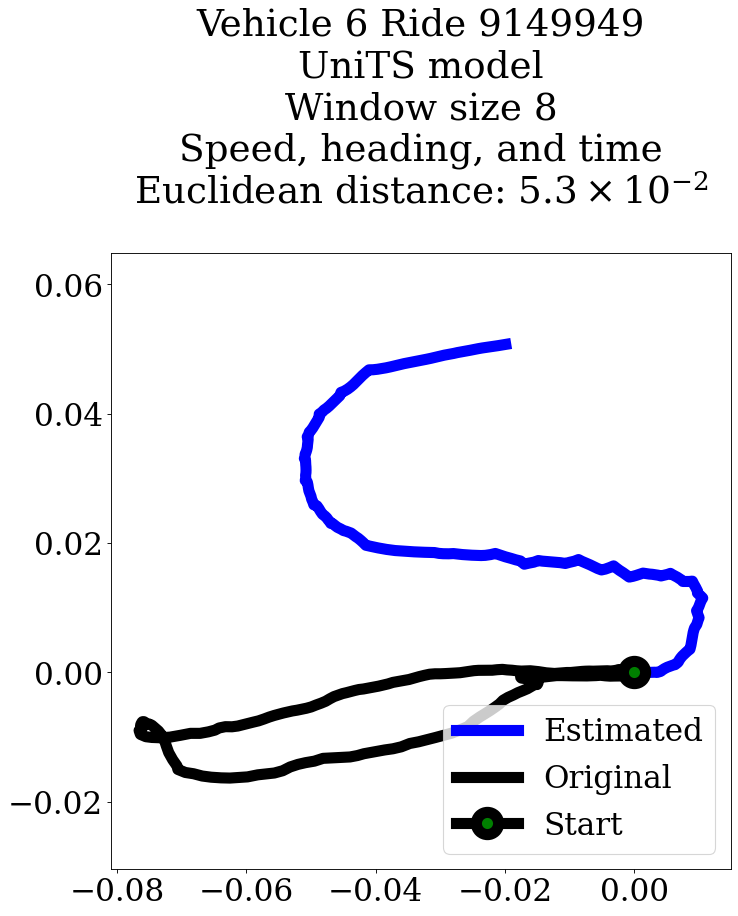 Vehicle 6 Ride 9149949
UniTS model
Window size 8
Speed, heading, and time
Euclidean distance: 5.3 × 10⁻²
0.06
0.04
0.02
0.00
−0.02
Estimated
Original
Start
−0.08 −0.06 −0.04 −0.02 0.00